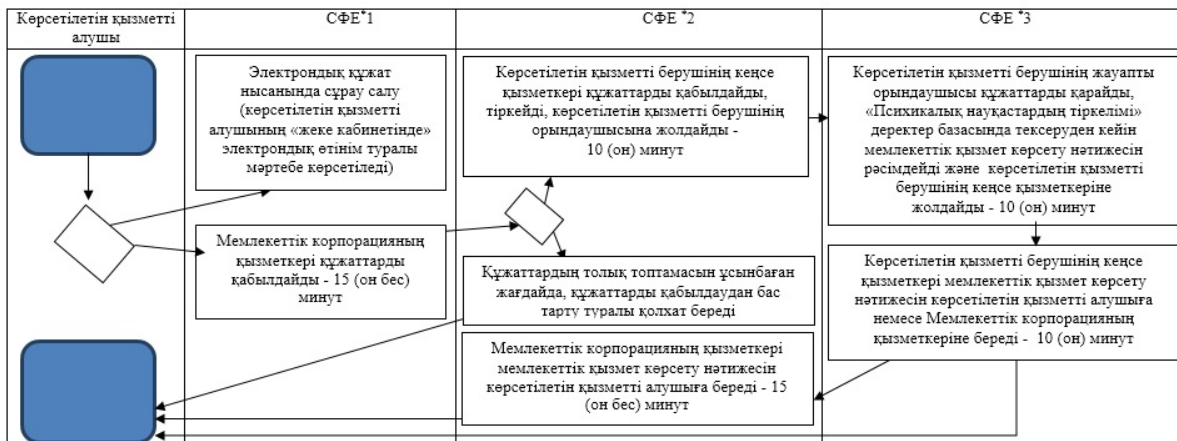 Көрсетілетін қызметті
алушы
СФЕ*1
СФЕ *2
СФЕ *3
Электрондық құжат
нысанында сұрау салу
(көрсетілетін қызметті
алушының «жеке кабинетінде»
электрондық өтінім туралы
мәртебе көрсетіледі)
Мемлекеттік корпорацияның
қызметкері құжаттарды
қабылдайды - 15 (он бес)
минут
Көрсетілетін қызметті берушінің кеңсе
қызметкері құжаттарды қабылдайды,
тіркейді, көрсетілетін қызметті берушінің
орындаушысына жолдайды -
10 (он) минут
Құжаттардың толық топтамасын ұсынбаған
жағдайда, құжаттарды қабылдаудан бас
тарту туралы қолхат береді
Мемлекеттік корпорацияның қызметкері
мемлекеттік қызмет көрсету нәтижесін
көрсетілетін қызметті алушыға береді - 15
(он бес) минут
Көрсетілетін қызметті берушінің жауапты
орындаушысы құжаттарды қарайды,
«Психикалық науқастардың тіркелімі»
деректер базасында тексеруден кейін
мемлекеттік қызмет көрсету нәтижесін
рәсімдейді және көрсетілетін қызметті
берушінің кеңсе қызметкеріне
жолдайды - 10 (он) минут
Көрсетілетін қызметті берушінің кеңсе
қызметкері мемлекеттік қызмет көрсету
нәтижесін көрсетілетін қызметті алушыға
немесе Мемлекеттік корпорацияның
қызметкеріне береді - 10 (он) минут